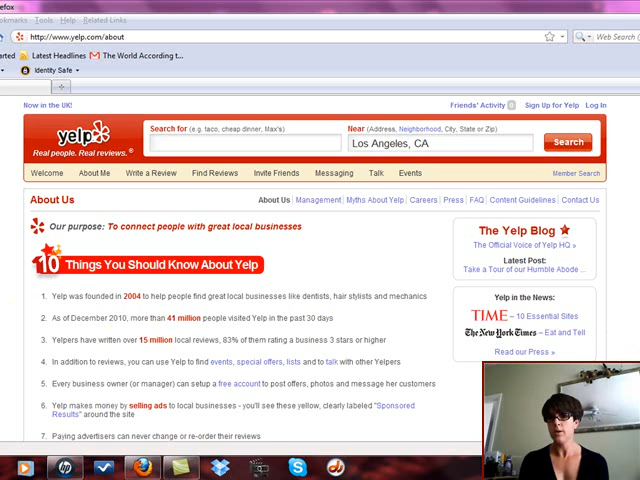 efox
okmarks Tools Help Related Links
http://www.yelp.com/about
Web Search
arted Latest Headlines The World According t...
Identity Safe
Now in the UK!
Friends' Activity 0 Sign Up for Yelp Log In
yelp
Real people. Real reviews.®
Search for (e.g. taco, cheap dinner, Max's)
Near (Address, Neighborhood, City, State or Zip)
Los Angeles, CA
Search
Welcome About Me Write a Review Find Reviews Invite Friends Messaging Talk Events Member Search
About Us
About Us Management Myths About Yelp Careers Press FAQ Content Guidelines Contact Us
Our purpose: To connect people with great local businesses
10 Things You Should Know About Yelp
1. Yelp was founded in 2004 to help people find great local businesses like dentists, hair stylists and mechanics
2. As of December 2010, more than 41 million people visited Yelp in the past 30 days
3. Yelpers have written over 15 million local reviews, 83% of them rating a business 3 stars or higher
4. In addition to reviews, you can use Yelp to find events, special offers, lists and to talk with other Yelpers
5. Every business owner (or manager) can setup a free account to post offers, photos and message her customers
6. Yelp makes money by selling ads to local businesses - you'll see these yellow, clearly labeled "Sponsored
Results" around the site
7. Paying advertisers can never change or re-order their reviews
The Yelp Blog
The Official Voice of Yelp HQ »
Latest Post:
Take a Tour of our Humble Abode ...
Yelp in the News:
TIME – 10 Essential Sites
The New York Times – Eat and Tell
Read our Press »
hp